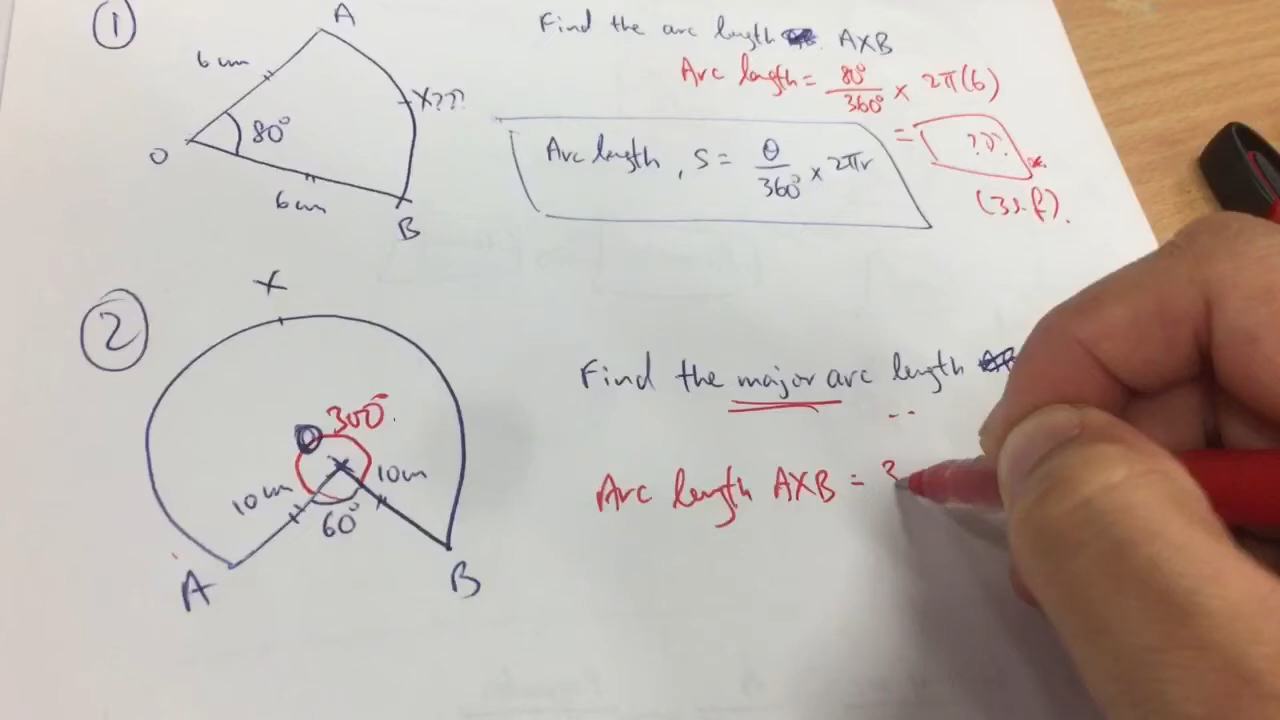 1
A
6cm
X???
80°
O
6cm
B
Find the arc length AXB
Arc length = 80°/360° × 2π(6)
= ???
(3s.f).
Arc length, S = θ/360° × 2πr
2
X
300°.
O
10cm
10cm
60°
A
B
Find the major arc length
Arc length AXB =